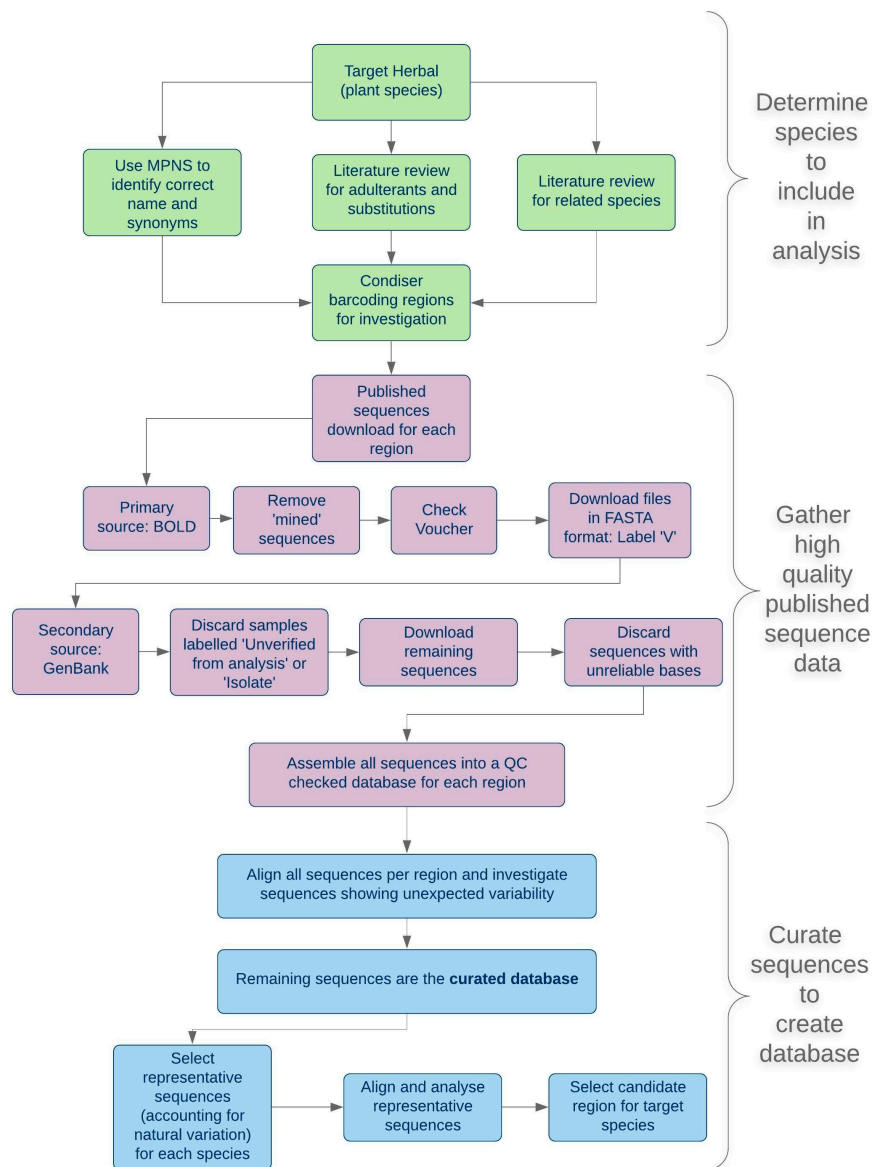 Target Herbal
(plant species)
Use MPNS to
identify correct
name and
synonyms
Literature review
for adulterants and
substitutions
Literature review
for related species
Condiser
barcoding regions
for investigation
Determine
species
to
include
in
analysis
Published
sequences
download for each
region
Primary
source: BOLD
Remove
'mined'
sequences
Check
Voucher
Download files
in FASTA
format: Label 'V'
Secondary
source:
GenBank
Discard samples
labelled 'Unverified
from analysis' or
'Isolate'
Download
remaining
sequences
Discard
sequences with
unreliable bases
Assemble all sequences into a QC
checked database for each region
Gather
high
quality
published
sequence
data
Align all sequences per region and investigate
sequences showing unexpected variability
Remaining sequences are the curated database
Select
representative
sequences
(accounting for
natural variation)
for each species
Align and analyse
representative
sequences
Select candidate
region for target
species
Curate
sequences
to
create
database